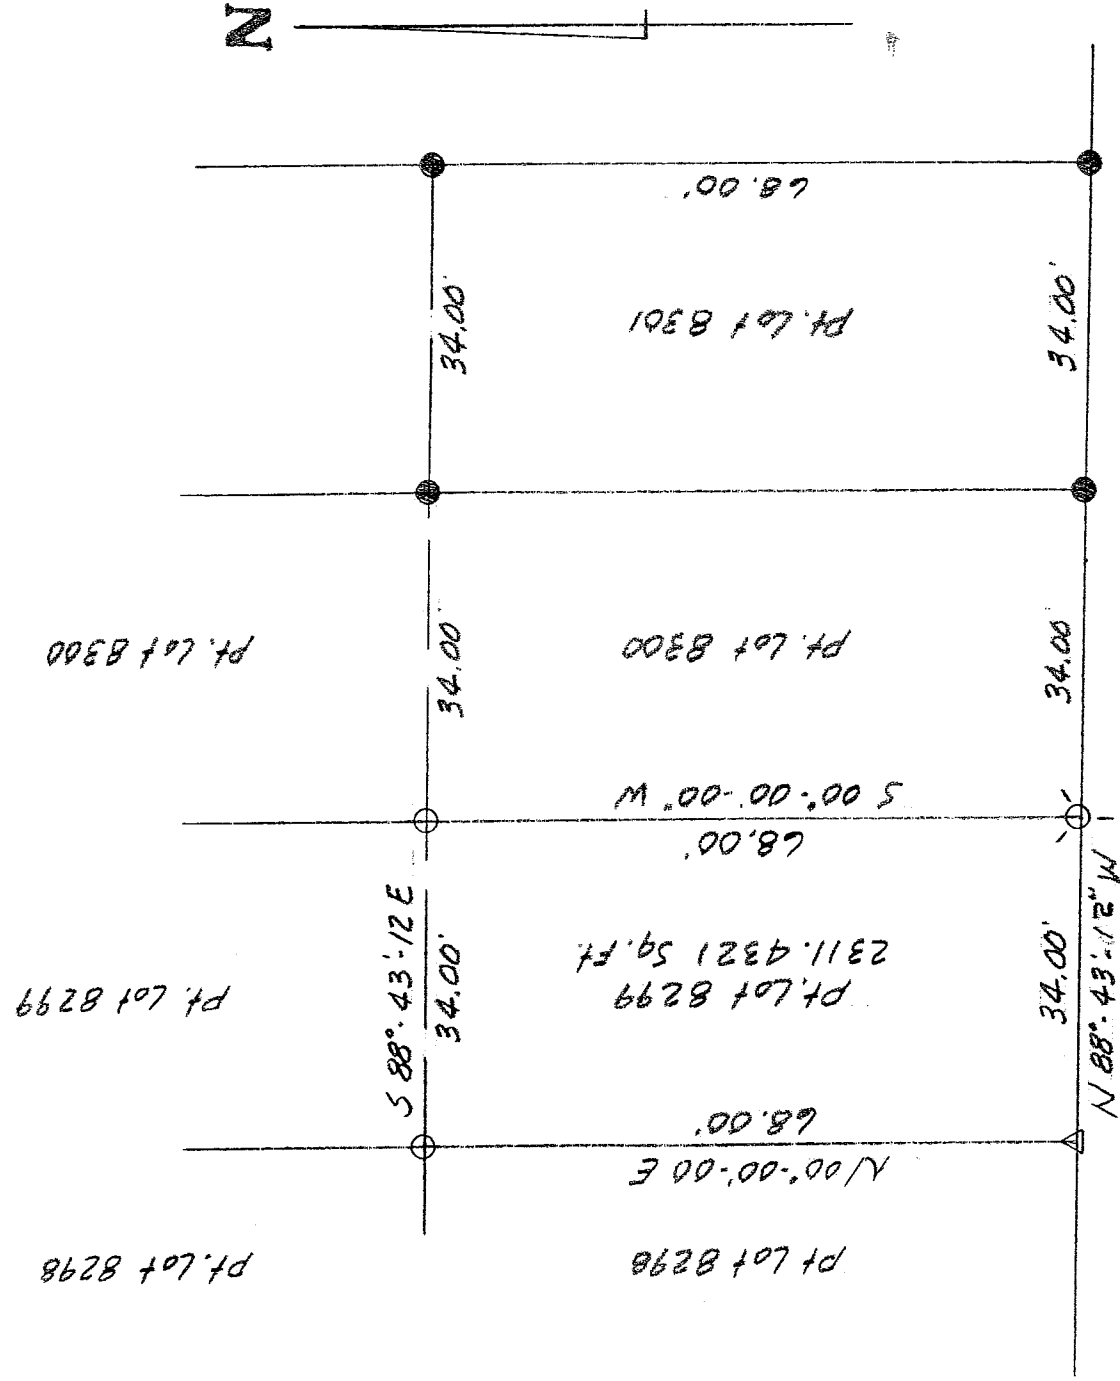 N
68.00'
34.00'
Pt. Lot 8301
34.00'
34.00'
Pt. Lot 8300
Pt. Lot 8300
34.00'
S 00°-00'-00" W
68.00'
S 88°-43'-12 E
34.00'
Pt. Lot 8299
2311.4321 Sq. Ft.
Pt. Lot 8299
34.00'
N 88°-43'-12" W
68.00'
N 00°-00'-00 E
Pt Lot 8298
Pt. Lot 8298